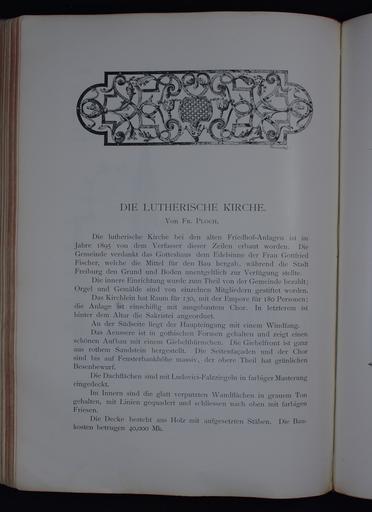 DIE LUTHERISCHE KIRCHE.
Von Fr. Ploch.
Die lutherische Kirche bei den alten Friedhof-Anlagen ist im
Jahre 1895 von dem Verfasser dieser Zeilen erbaut worden. Die
Gemeinde verdankt das Gotteshaus dem Edelsinne der Frau Gottfried
Fischer, welche die Mittel für den Bau hergab, während die Stadt
Freiburg den Grund und Boden unentgeltlich zur Verfügung stellte.
Die innere Einrichtung wurde zum Theil von der Gemeinde bezahlt;
Orgel und Gemälde sind von einzelnen Mitgliedern gestiftet worden.
Das Kirchlein hat Raum für 130, mit der Empore für 180 Personen;
die Anlage ist einschiffig mit ausgebautem Chor. In letzterem ist
hinter dem Altar die Sakristei angeordnet.
An der Südseite liegt der Haupteingang mit einem Windfang.
Das Aeussere ist in gothischen Formen gehalten und zeigt einen
schönen Aufbau mit einem Giebelthürmchen. Die Giebelfront ist ganz
aus rothem Sandstein hergestellt. Die Seitenfaçaden und der Chor
sind bis auf Fensterbankhöhe massiv, der obere Theil hat grünlichen
Besenbewurf.
Die Dachflächen sind mit Ludovici-Falzziegeln in farbiger Musterung
eingedeckt.
Im Innern sind die glatt verputzten Wandflächen in grauem Ton
gehalten, mit Linien gequadert und schliessen nach oben mit farbigen
Friesen.
Die Decke besteht aus Holz mit aufgesetzten Stäben. Die Bau-
kosten betrugen 40,000 Mk.